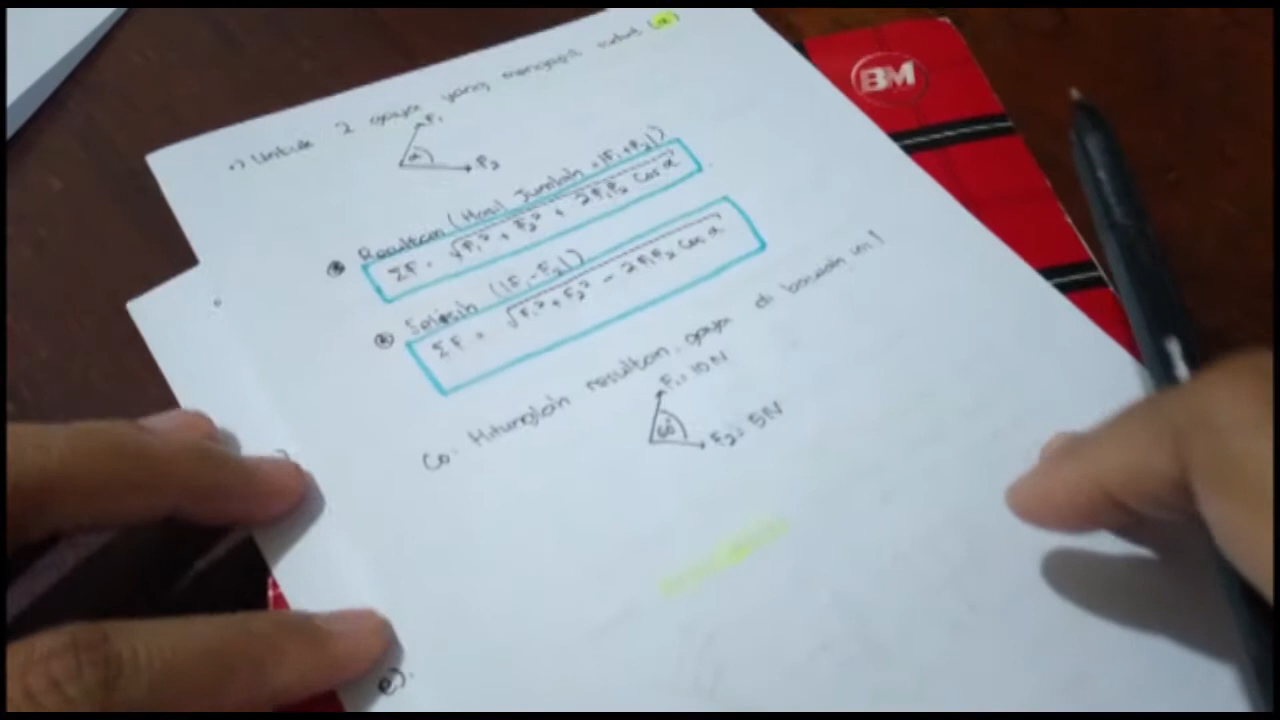 •) Untuk 2 gaya yang mengapit sudut (α)
F₁
α
F₂
Resultan (Hasil Jumlah = |F₁+F₂|)
ΣF = √F₁² + F₂² + 2F₁F₂ Cos α
Selisih (|F₁-F₂|)
ΣF = √F₁² + F₂² - 2F₁F₂ Cos α
Co: Hitunglah resultan gaya di bawah ini!
F₁ = 10 N
60°
F₂ = 5 N
e).
BM